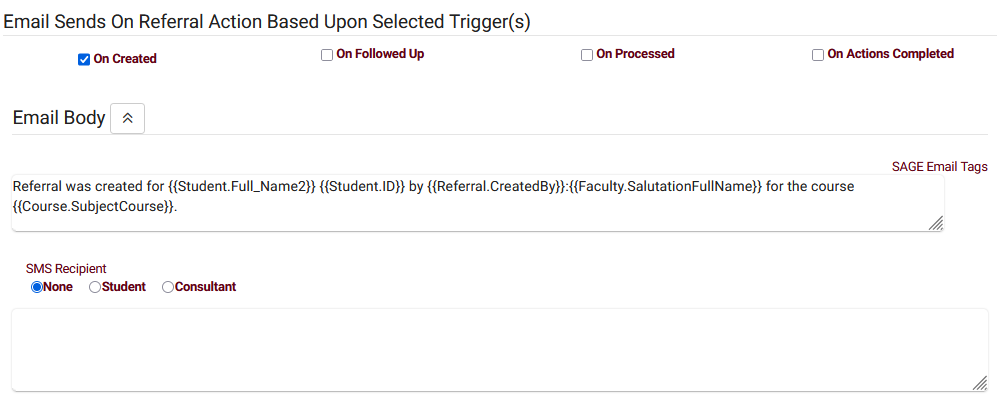 Email Sends On Referral Action Based Upon Selected Trigger(s)
On Created On Followed Up On Processed On Actions Completed
Email Body
SAGE Email Tags
Referral was created for {{Student.Full_Name2}} {{Student.ID}} by {{Referral.CreatedBy}}:{{Faculty.SalutationFullName}} for the course
{{Course.SubjectCourse}}.
SMS Recipient
None Student Consultant